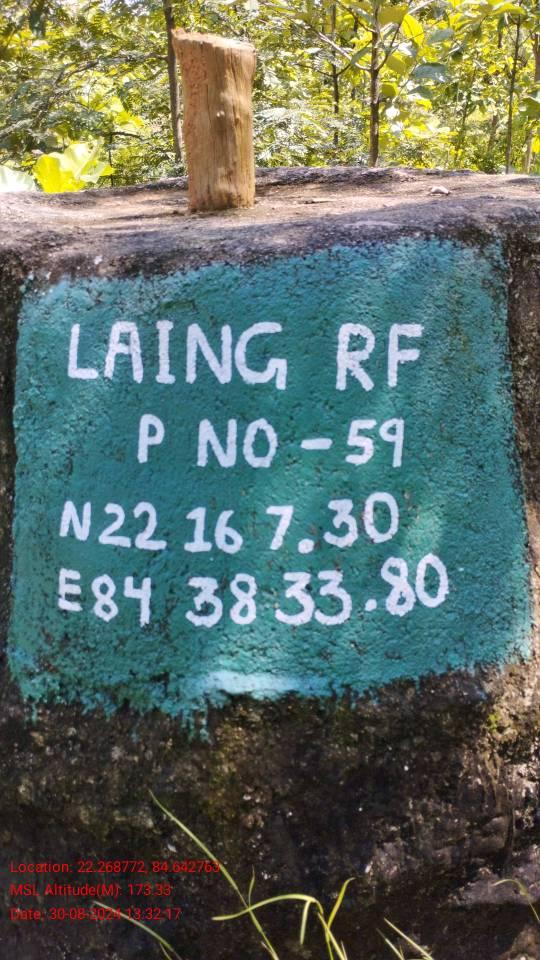 LAING RF
P NO - 59
N22 16 7.30
E84 38 33.80
Location: 22.268772, 84.642763
MSL Altitude(M): 173.33
Date: 30-08-2024 13:32:17